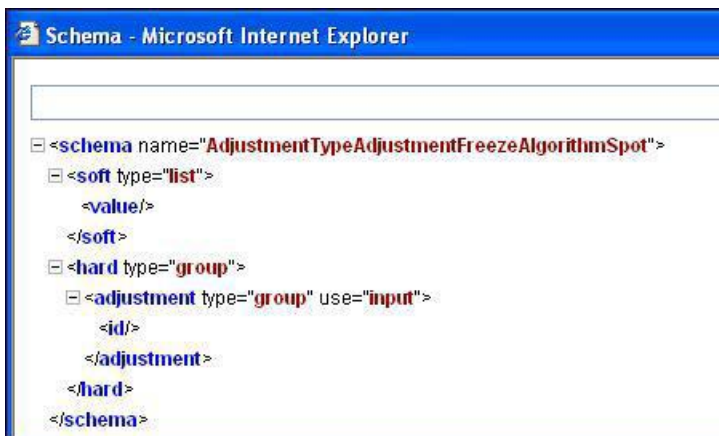 Schema - Microsoft Internet Explorer
<schema name="AdjustmentTypeAdjustmentFreezeAlgorithmSpot">
<soft type="list">
<value/>
</soft>
<hard type="group">
<adjustment type="group" use="input">
<id/>
</adjustment>
</hard>
</schema>